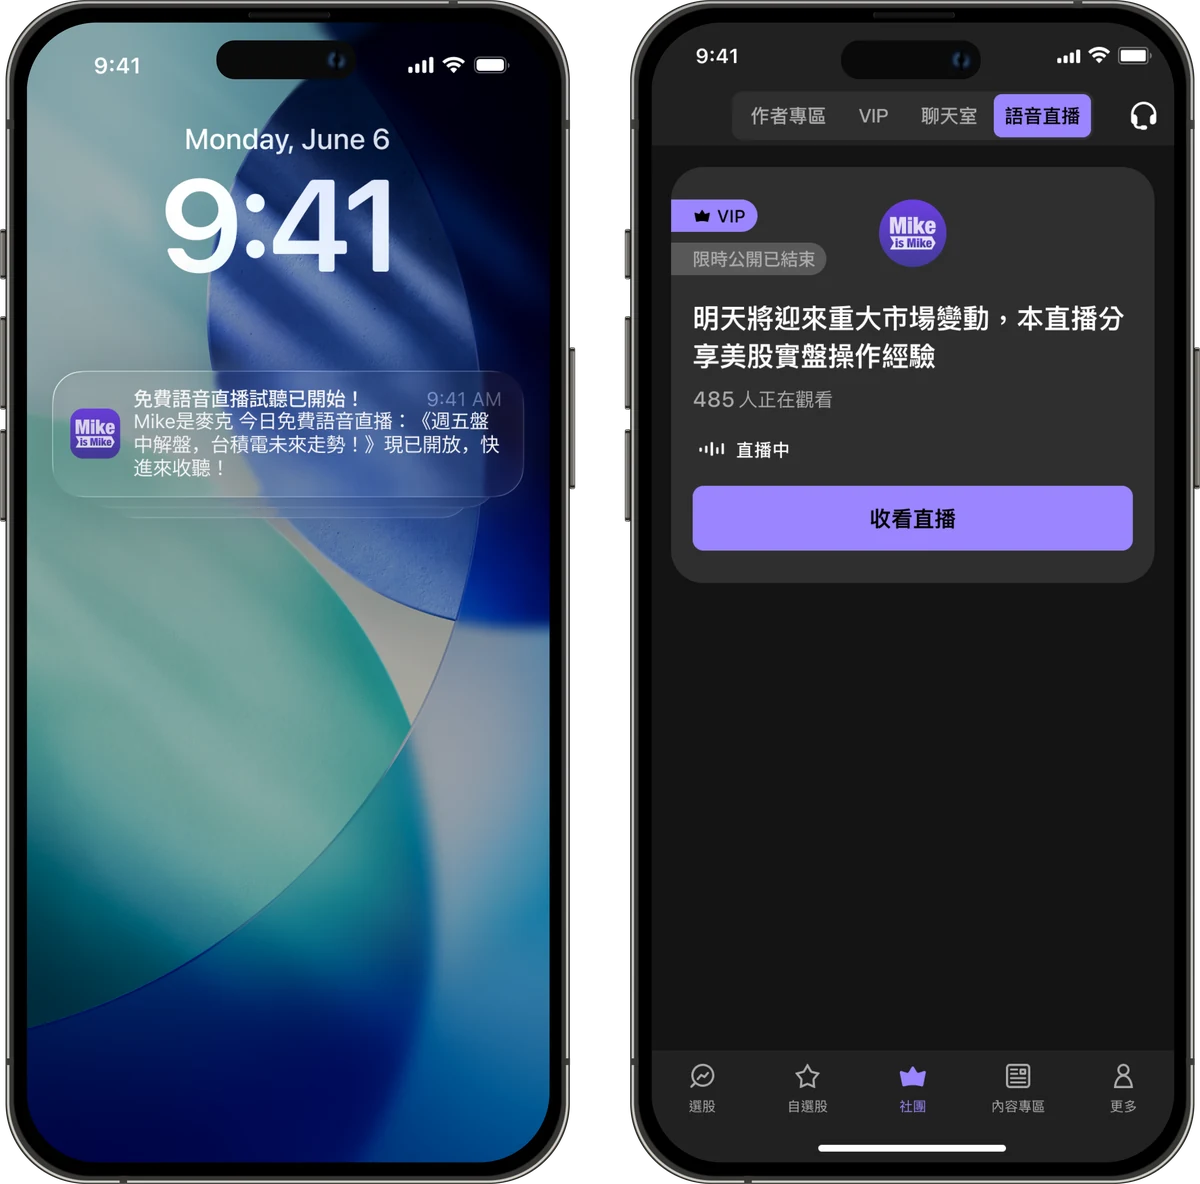 9:41
Monday, June 6
9:41
免費語音直播試聽已開始！
9:41 AM
Mike是麥克 今日免費語音直播：《週五盤
中解盤，台積電未來走勢！》現已開放，快
進來收聽！
Mike
is Mike
9:41
作者專區
VIP
聊天室
語音直播
VIP
限時公開已結束
Mike
is Mike
明天將迎來重大市場變動，本直播分
享美股實盤操作經驗
485 人正在觀看
直播中
收看直播
選股
自選股
社團
內容專區
更多